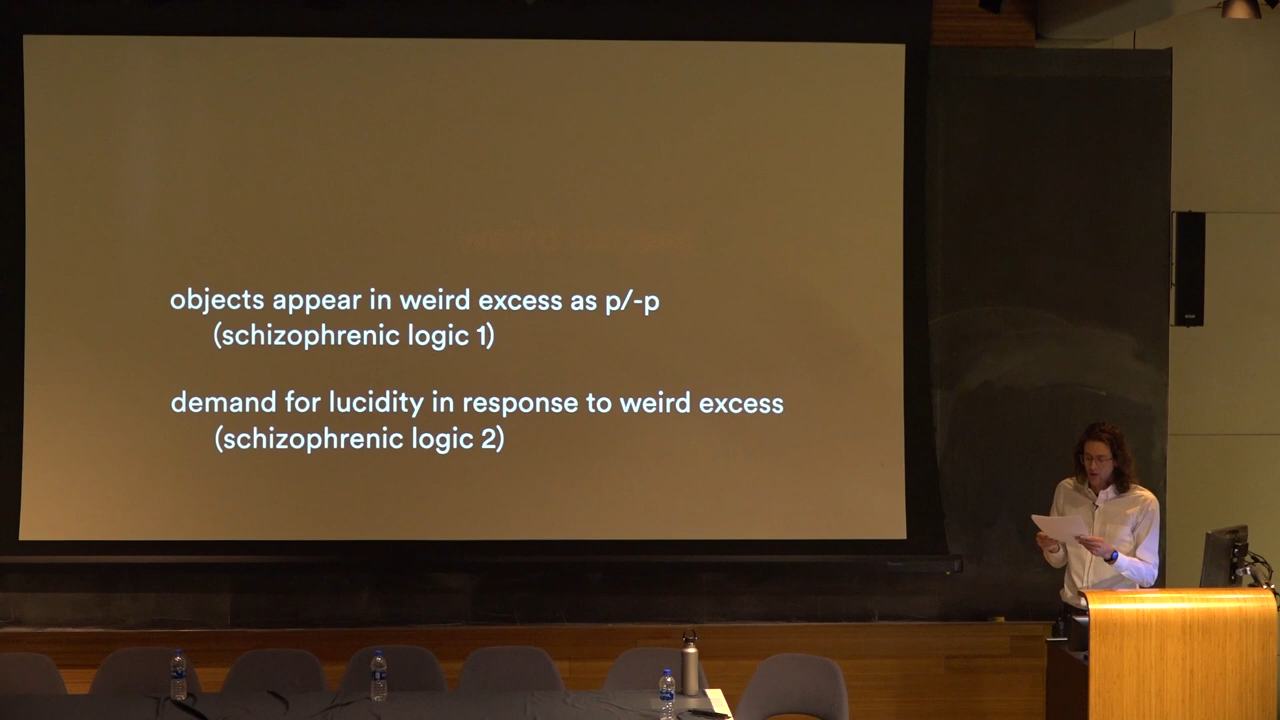 objects appear in weird excess as p/-p
(schizophrenic logic 1)
demand for lucidity in response to weird excess
(schizophrenic logic 2)